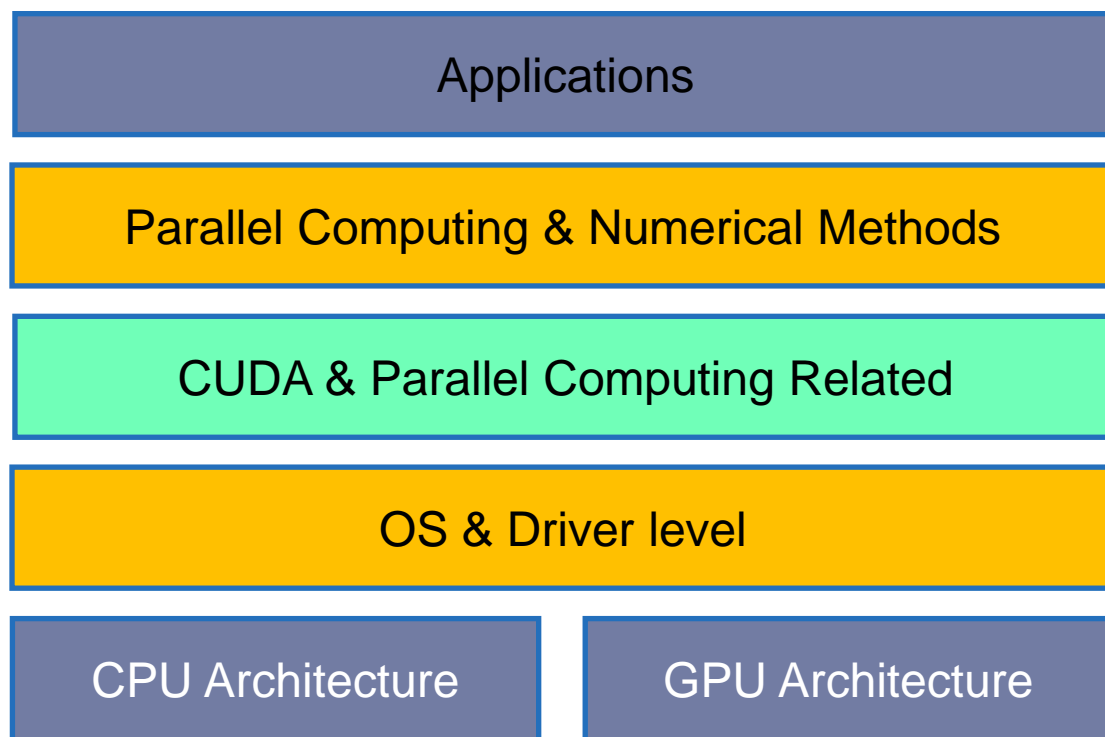 Applications
Parallel Computing & Numerical Methods
CUDA & Parallel Computing Related
OS & Driver level
CPU Architecture
GPU Architecture